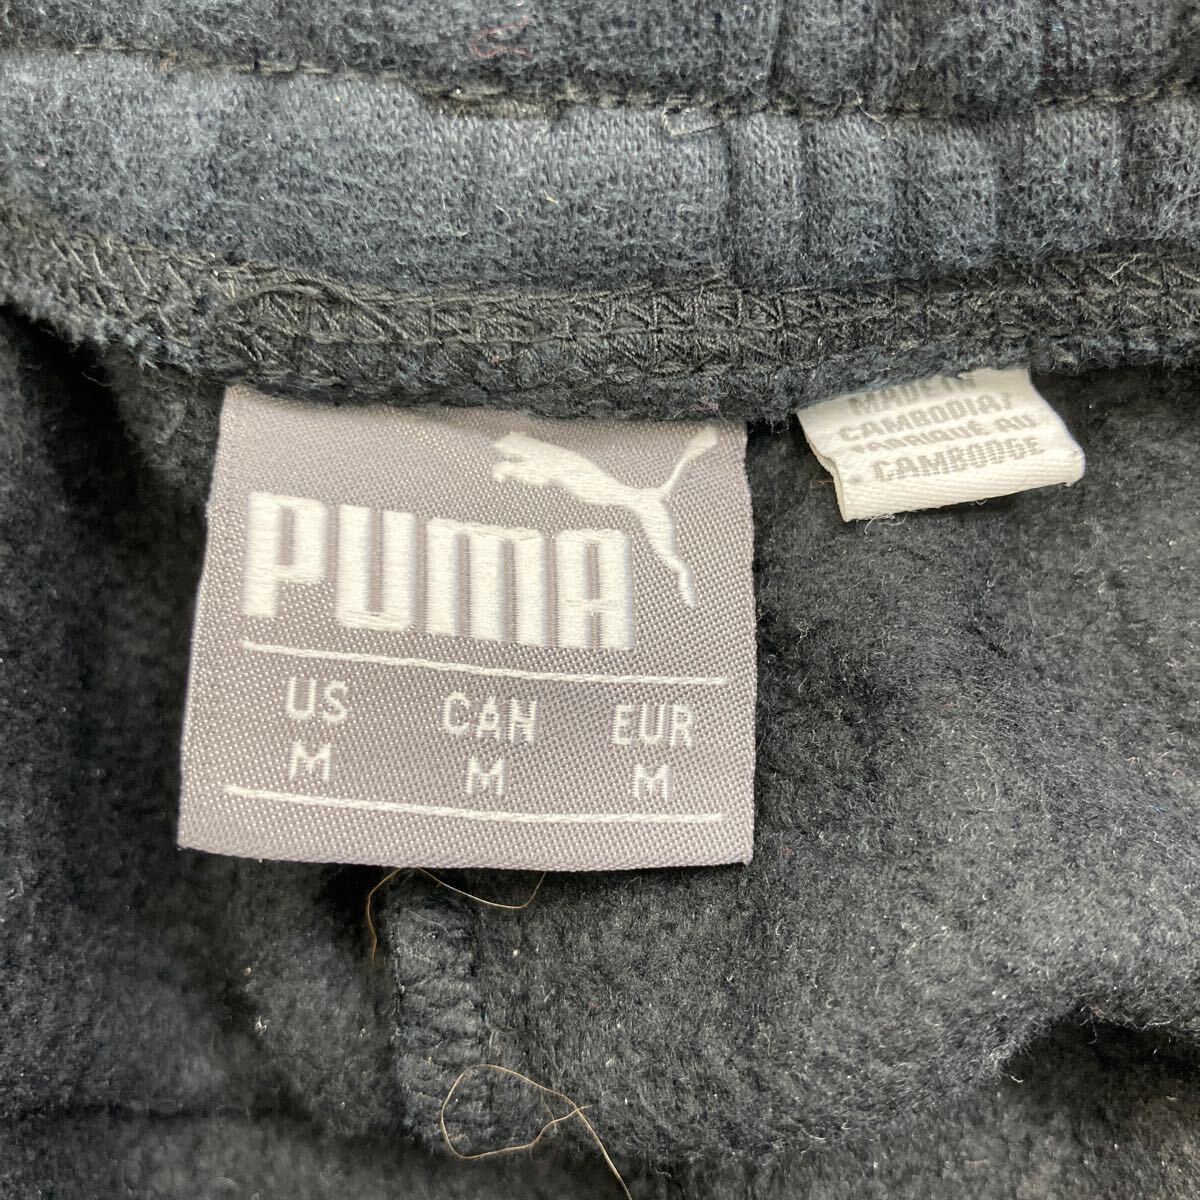 PUMA
US CAN EUR
M M M
MADE IN
CAMBODIA/
FABRIQUÉ AU
CAMBODGE